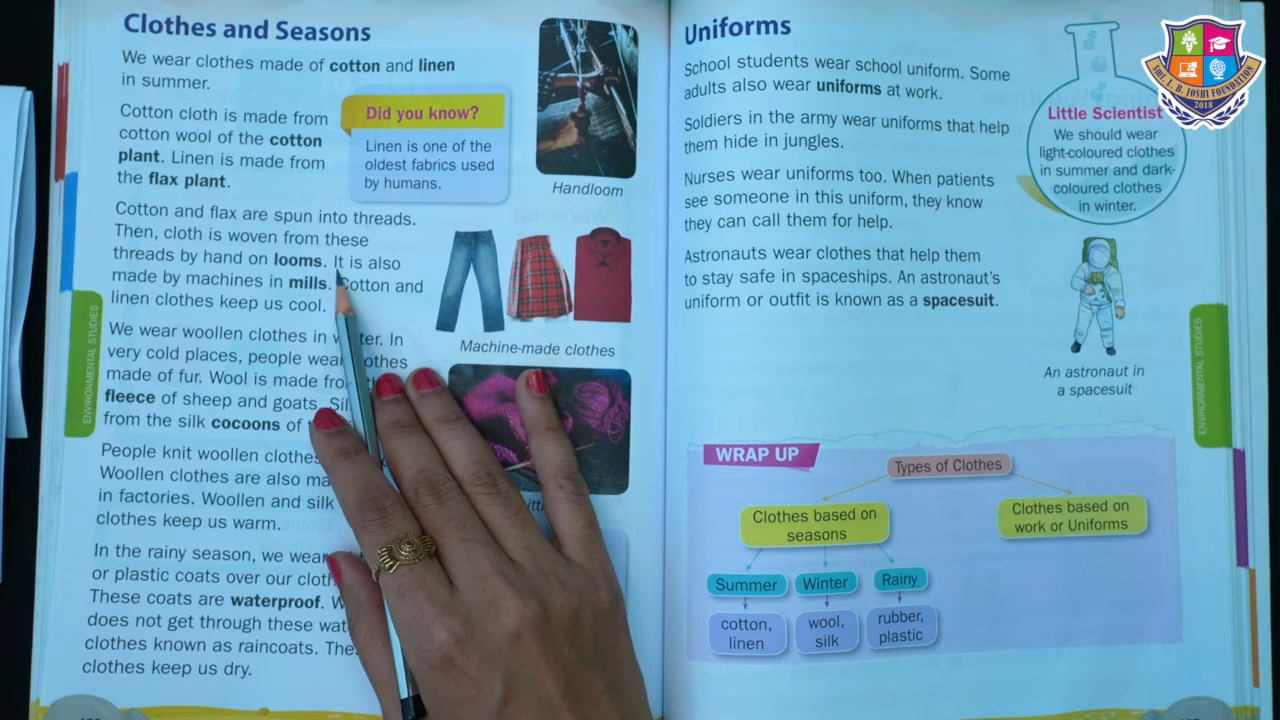 Clothes and Seasons
We wear clothes made of cotton and linen
in summer.
Cotton cloth is made from
cotton wool of the cotton
plant. Linen is made from
the flax plant.
Did you know?
Linen is one of the
oldest fabrics used
by humans.
Handloom
Cotton and flax are spun into threads.
Then, cloth is woven from these
threads by hand on looms. It is also
made by machines in mills. Cotton and
linen clothes keep us cool.
Machine-made clothes
We wear woollen clothes in winter. In
very cold places, people wear clothes
made of fur. Wool is made from
fleece of sheep and goats.
from the silk cocoons of
People knit woollen clothes
Woollen clothes are also
in factories. Woollen and silk
clothes keep us warm.
In the rainy season, we wear
or plastic coats over our
These coats are waterproof.
does not get through these
clothes known as raincoats.
clothes keep us dry.
ENVIRONMENTAL STUDIES
Uniforms
School students wear school uniform. Some
adults also wear uniforms at work.
Soldiers in the army wear uniforms that help
them hide in jungles.
Nurses wear uniforms too. When patients
see someone in this uniform, they know
they can call them for help.
Astronauts wear clothes that help them
to stay safe in spaceships. An astronaut's
uniform or outfit is known as a spacesuit.
Little Scientist
We should wear
light-coloured clothes
in summer and dark-
coloured clothes
in winter.
An astronaut in
a spacesuit
ENVIRONMENTAL STUDIES
WRAP UP
Types of Clothes
Clothes based on
seasons
Clothes based on
work or Uniforms
Summer Winter Rainy
cotton,
linen
wool,
silk
rubber,
plastic
SHI. L. B. JOSHI FOUNDATION
2018